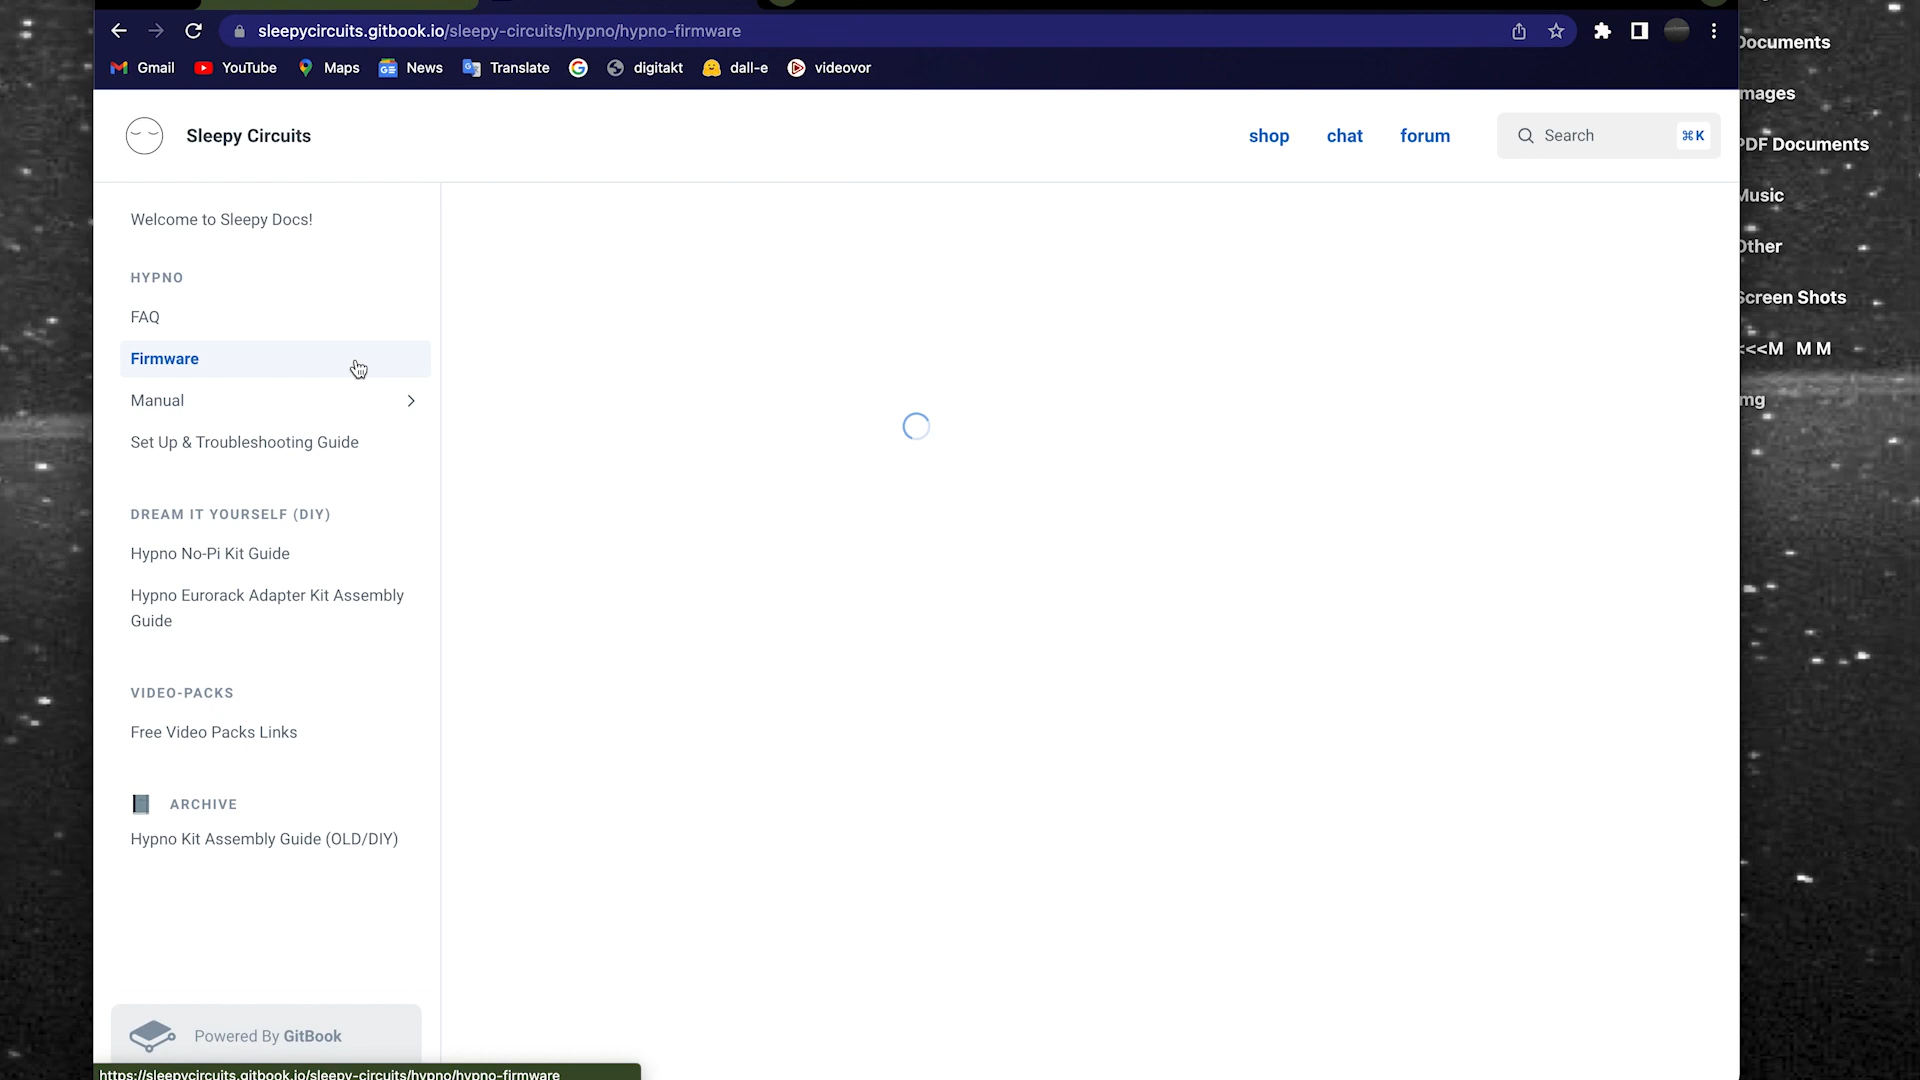 sleepycircuits.gitbook.io/sleepy-circuits/hypno/hypno-firmware
Gmail YouTube Maps News Translate digitakt dall-e videovor
Sleepy Circuits
shop chat forum
Search ⌘K
Welcome to Sleepy Docs!
HYPNO
FAQ
Firmware
Manual
Set Up & Troubleshooting Guide
DREAM IT YOURSELF (DIY)
Hypno No-Pi Kit Guide
Hypno Eurorack Adapter Kit Assembly
Guide
VIDEO-PACKS
Free Video Packs Links
ARCHIVE
Hypno Kit Assembly Guide (OLD/DIY)
Powered By GitBook
https://sleepycircuits.gitbook.io/sleepy-circuits/hypno/hypno-firmware
Documents
mages
PDF Documents
Music
Other
Screen Shots
<<<M M M
mg